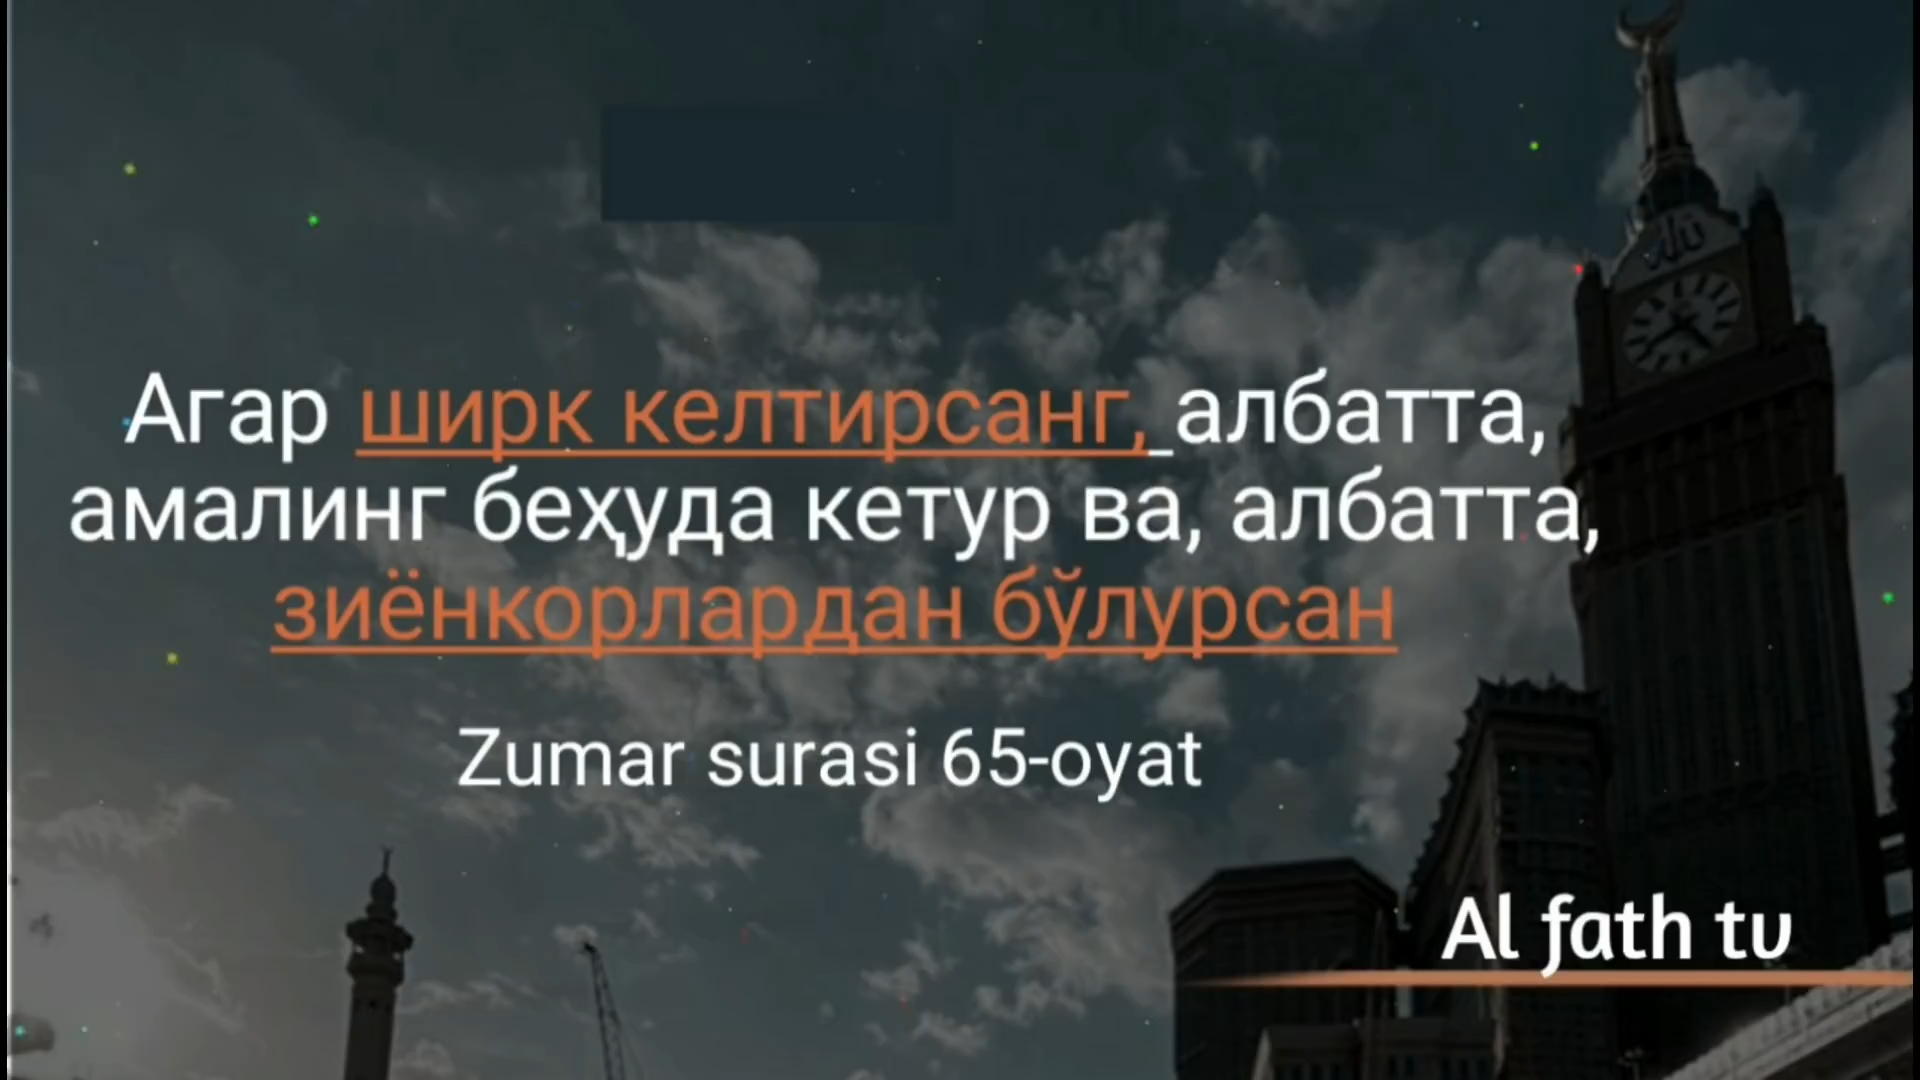 Агар ширк келтирсанг, албатта,
амалинг беҳуда кетур ва, албатта,
зиёнкорлардан бўлурсан
Zumar surasi 65-oyat
Al fath tv